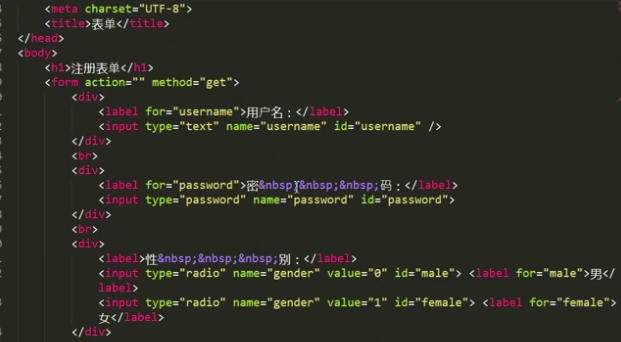 <meta charset="UTF-8">
<title>表单</title>
</head>
<body>
<h1>注册表单</h1>
<form action="" method="get">
<div>
<label for="username">用户名：</label>
<input type="text" name="username" id="username" />
</div>
<br>
<div>
<label for="password">密&nbsp;&nbsp;&nbsp;码：</label>
<input type="password" name="password" id="password">
</div>
<br>
<div>
<label>性&nbsp;&nbsp;&nbsp;别：</label>
<input type="radio" name="gender" value="0" id="male"> <label for="male">男</
label>
<input type="radio" name="gender" value="1" id="female"> <label for="female">
女</label>
</div>